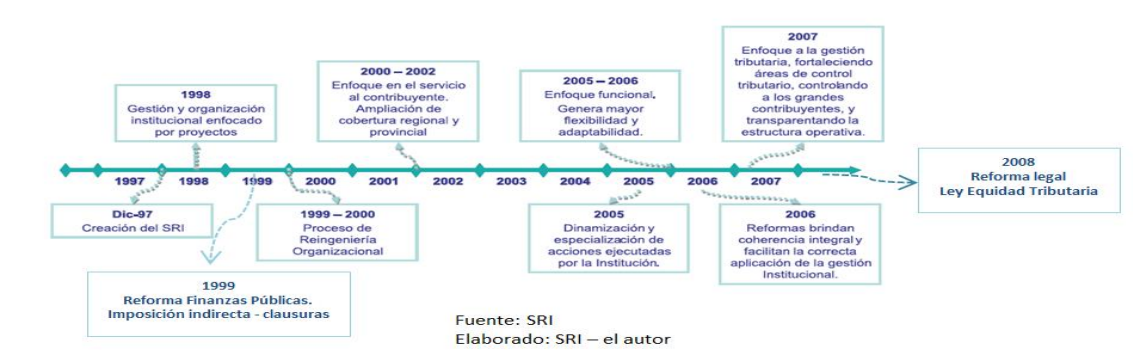 2007
Enfoque a la gestión
tributaria, fortaleciendo
áreas de control
tributario, controlando
a los grandes
contribuyentes, y
transparentando la
estructura operativa.
2000 – 2002
Enfoque en el servicio
al contribuyente.
Ampliación de
cobertura regional y
provincial
2005 – 2006
Enfoque funcional.
Genera mayor
flexibilidad y
adaptabilidad.
1998
Gestión y organización
institucional enfocado
por proyectos
1997 1998 1999 2000 2001 2002 2003 2004 2005 2006 2007
2008
Reforma legal
Ley Equidad Tributaria
Dic-97
Creación del SRI
1999 – 2000
Proceso de
Reingeniería
Organizacional
2005
Dinamización y
especialización de
acciones ejecutadas
por la Institución.
2006
Reformas brindan
coherencia integral y
facilitan la correcta
aplicación de la gestión
Institucional.
1999
Reforma Finanzas Públicas.
Imposición indirecta - clausuras
Fuente: SRI
Elaborado: SRI – el autor